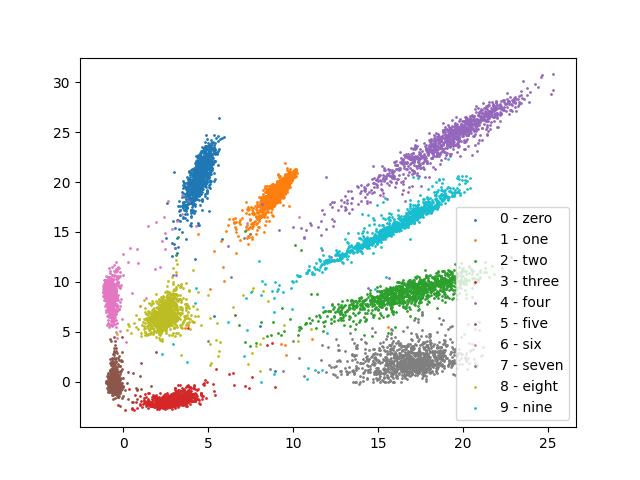 30
25
20
15
10
5
0
0 5 10 15 20 25
0 - zero
1 - one
2 - two
3 - three
4 - four
5 - five
6 - six
7 - seven
8 - eight
9 - nine